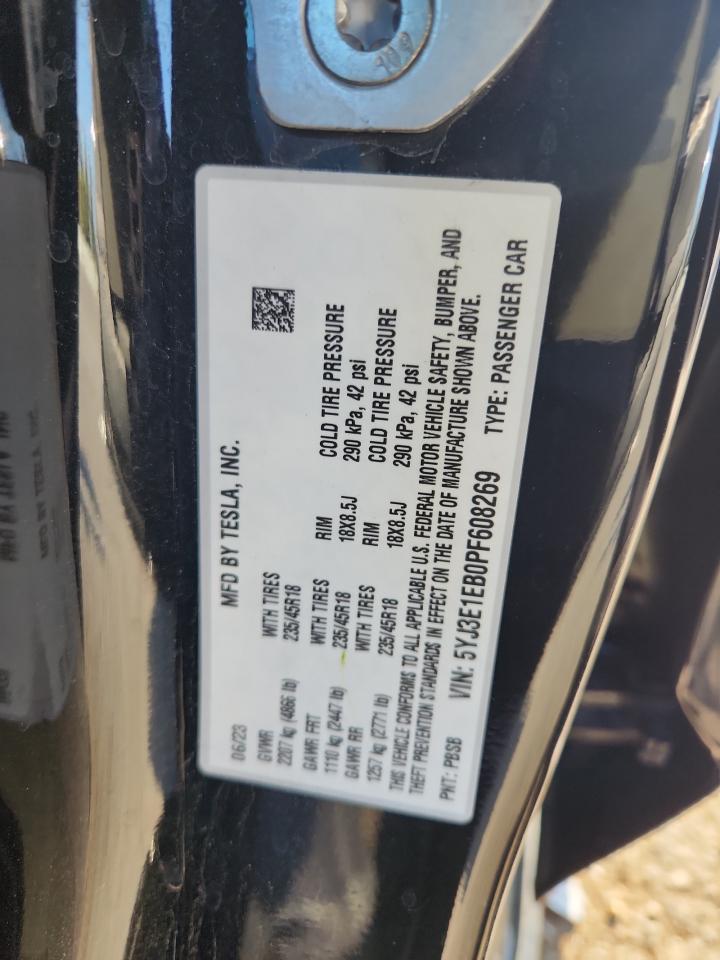 MFD BY TESLA, INC.
06/23
GVWR
2207 kg (4866 lb)
WITH TIRES
235/45R18
GAWR FRT
1110 kg (2447 lb)
WITH TIRES
235/45R18
RIM
18X8.5J
COLD TIRE PRESSURE
290 kPa, 42 psi
GAWR RR
1257 kg (2771 lb)
WITH TIRES
235/45R18
RIM
18X8.5J
COLD TIRE PRESSURE
290 kPa, 42 psi
THIS VEHICLE CONFORMS TO ALL APPLICABLE U.S. FEDERAL MOTOR VEHICLE SAFETY, BUMPER, AND
THEFT PREVENTION STANDARDS IN EFFECT ON THE DATE OF MANUFACTURE SHOWN ABOVE.
PNT: PBSB
VIN: 5YJ3E1EB0PF608269
TYPE: PASSENGER CAR